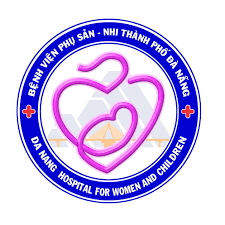 BỆNH VIỆN PHỤ SẢN - NHI THÀNH PHỐ ĐÀ NẴNG
DA NANG HOSPITAL FOR WOMEN AND CHILDREN